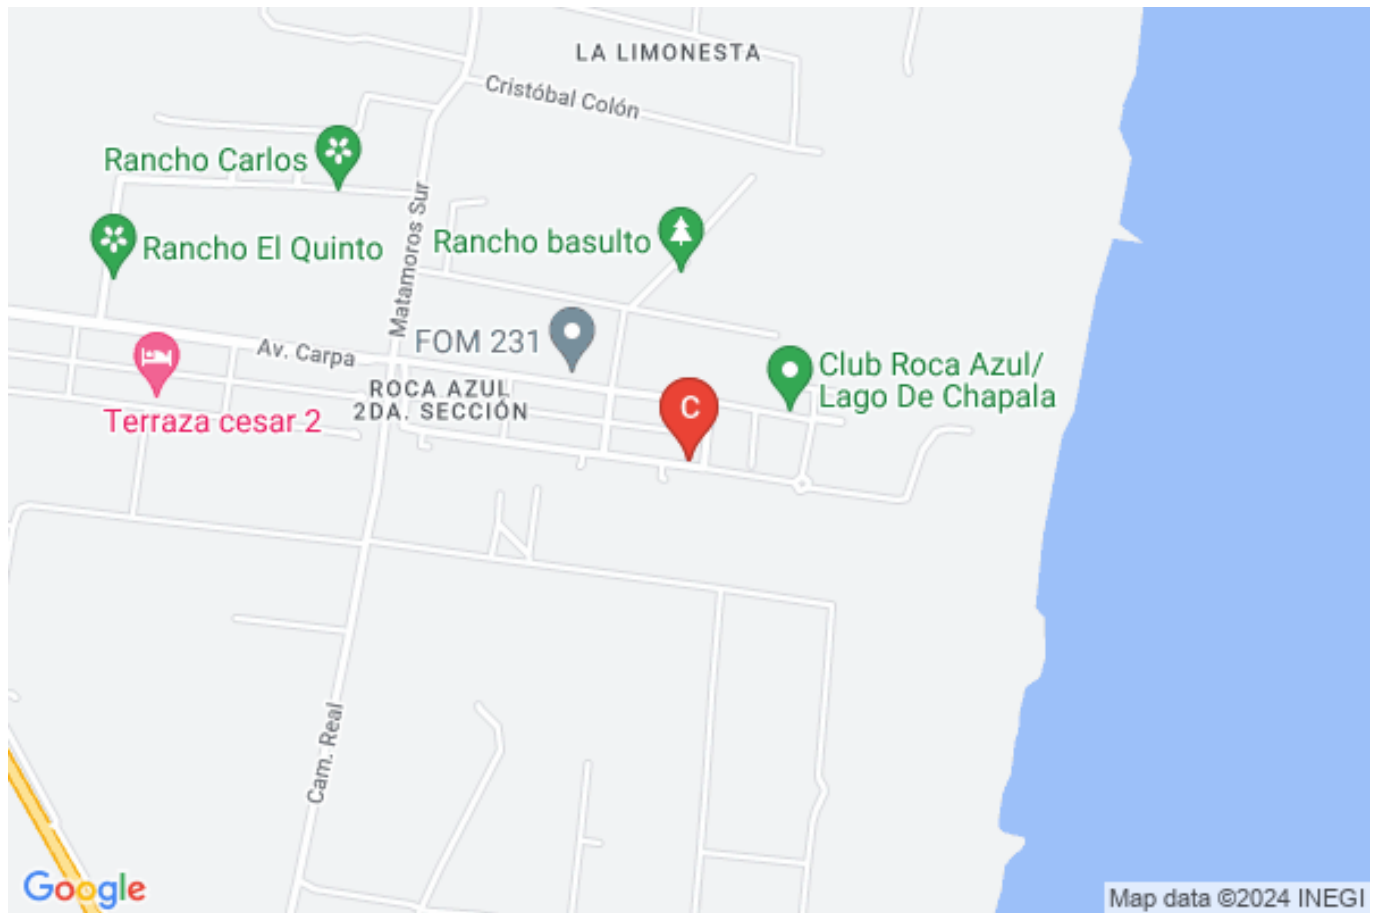 LA LIMONESTA
Cristóbal Colón
Rancho Carlos
Matamoros Sur
Rancho El Quinto
Rancho basulto
Av. Carpa
FOM 231
Club Roca Azul/
Lago De Chapala
ROCA AZUL
2DA. SECCIÓN
C
Terraza cesar 2
Cam. Real
Google
Map data ©2024 INEGI